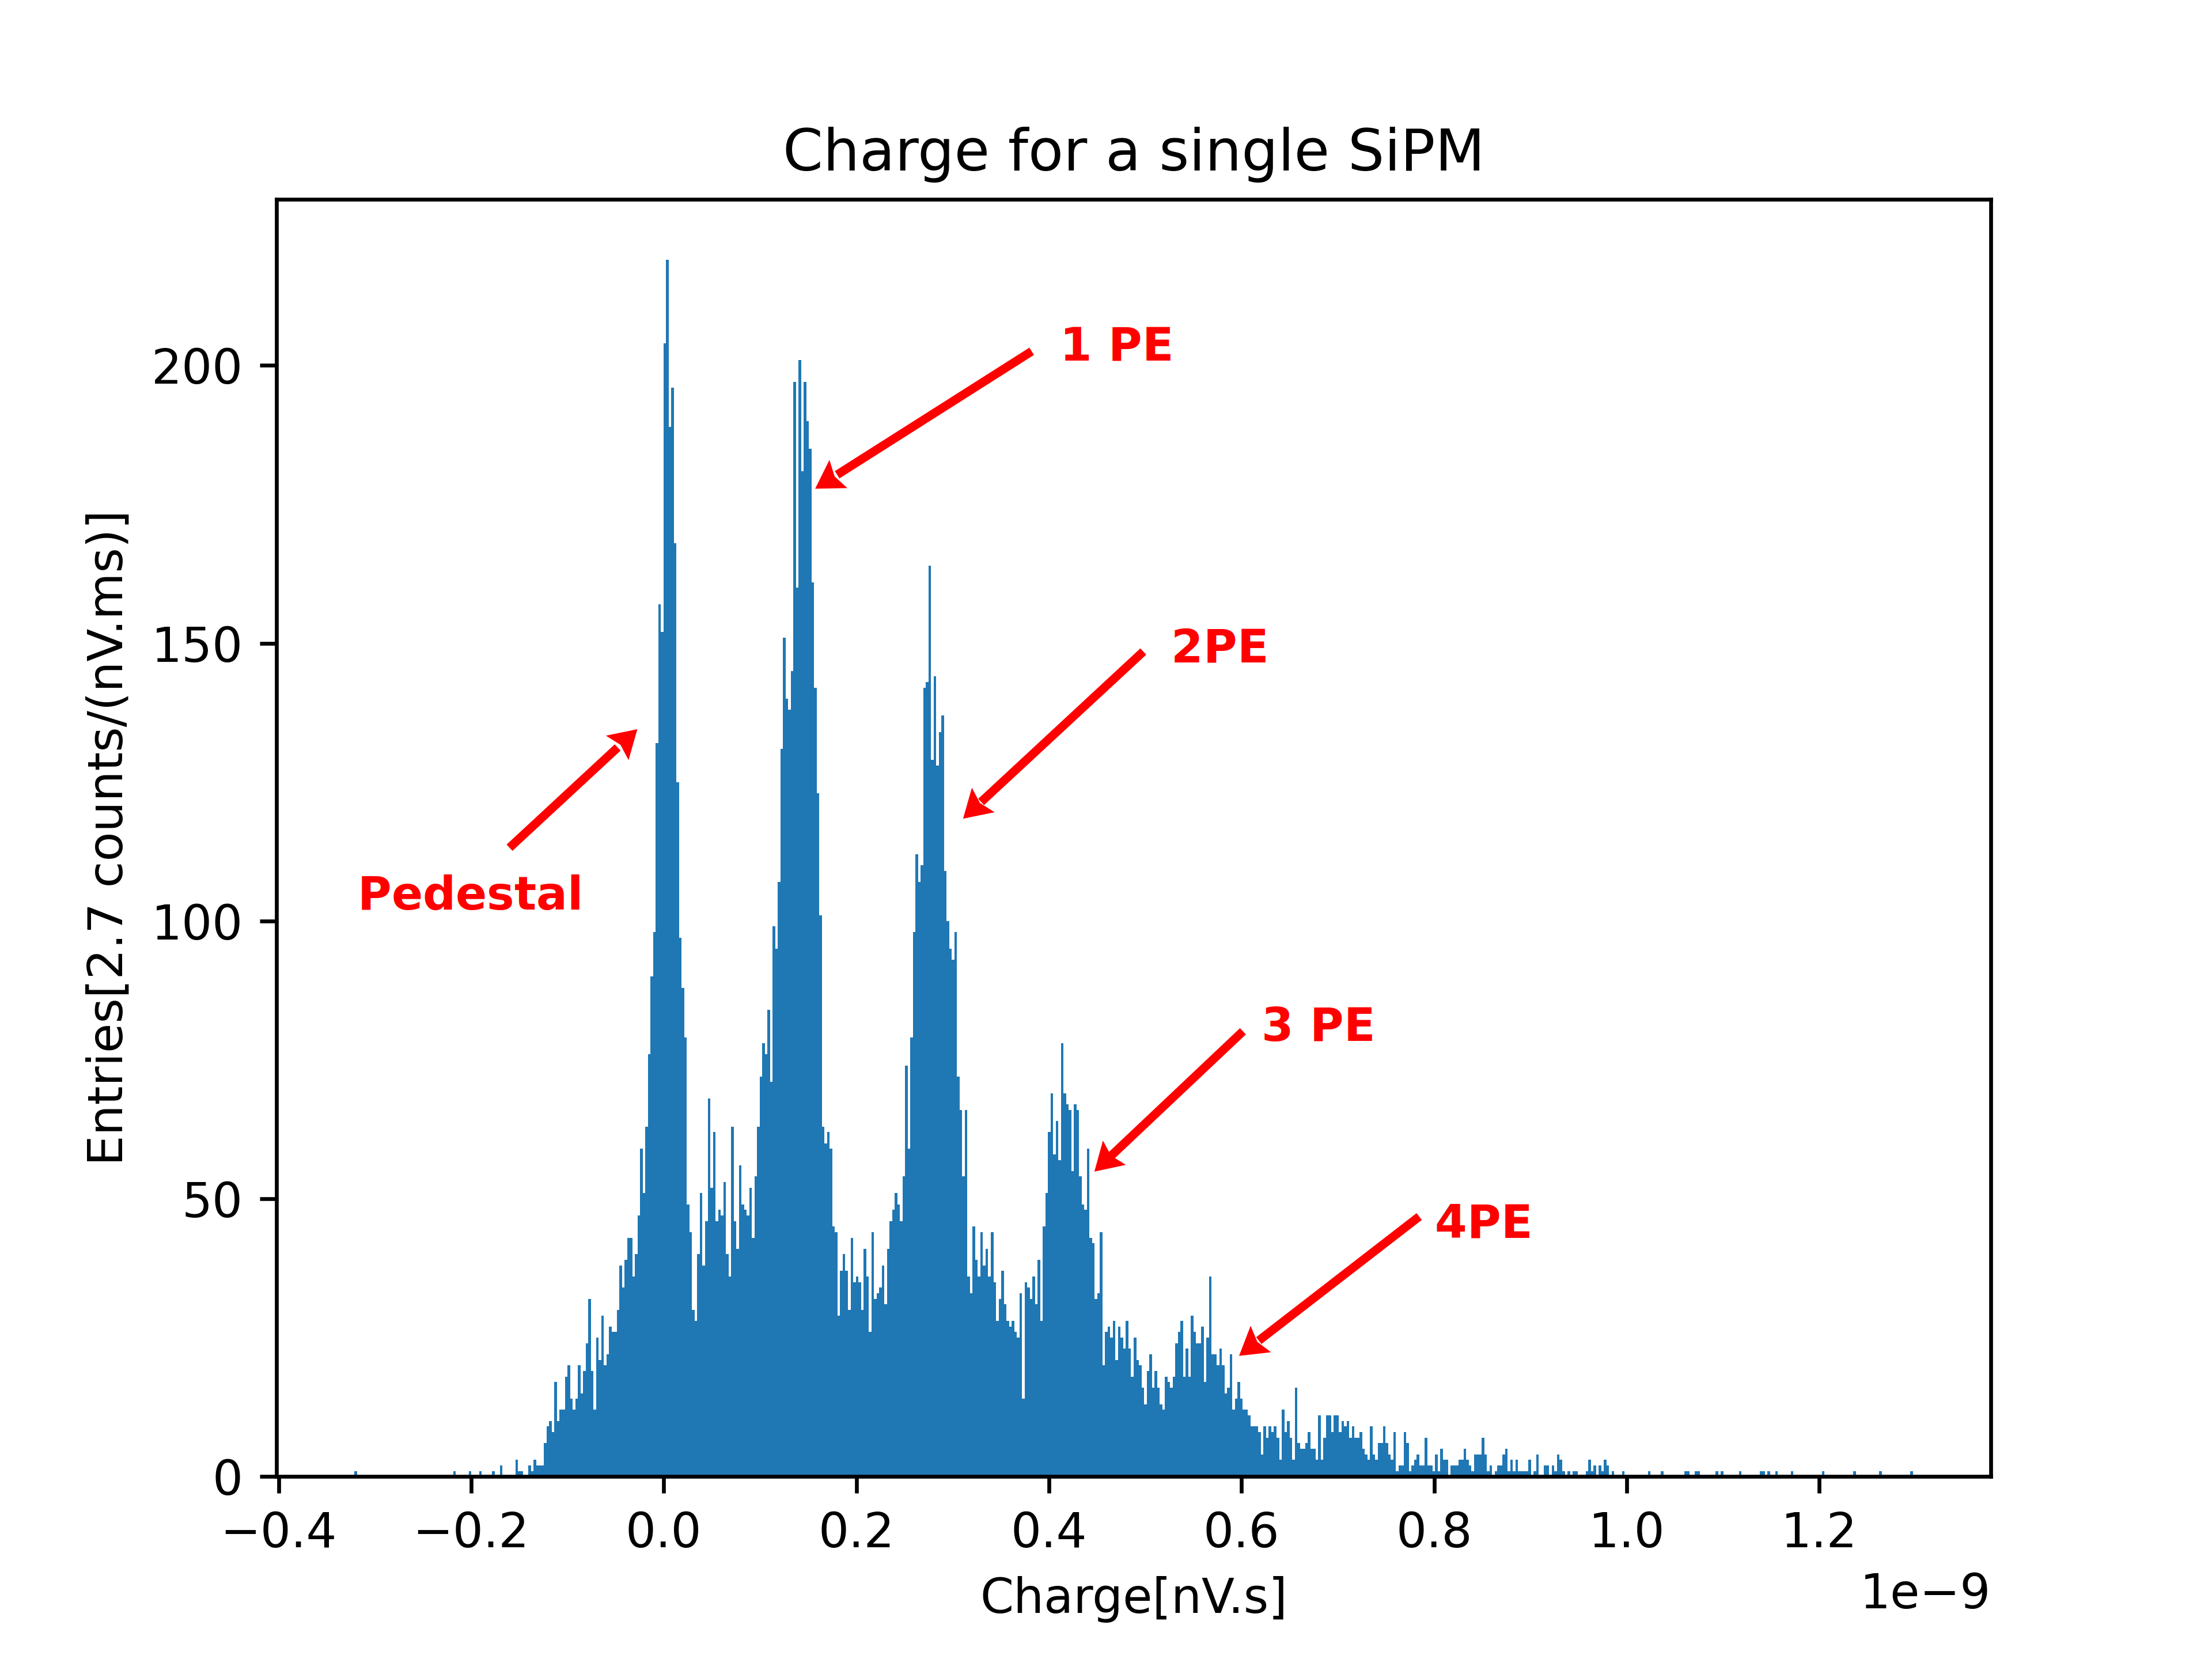 Charge for a single SiPM
Entries[2.7 counts/(nV.ms)]
200
150
100
50
0
1 PE
2PE
Pedestal
3 PE
4PE
−0.4 −0.2 0.0 0.2 0.4 0.6 0.8 1.0 1.2
Charge[nV.s]
1e−9